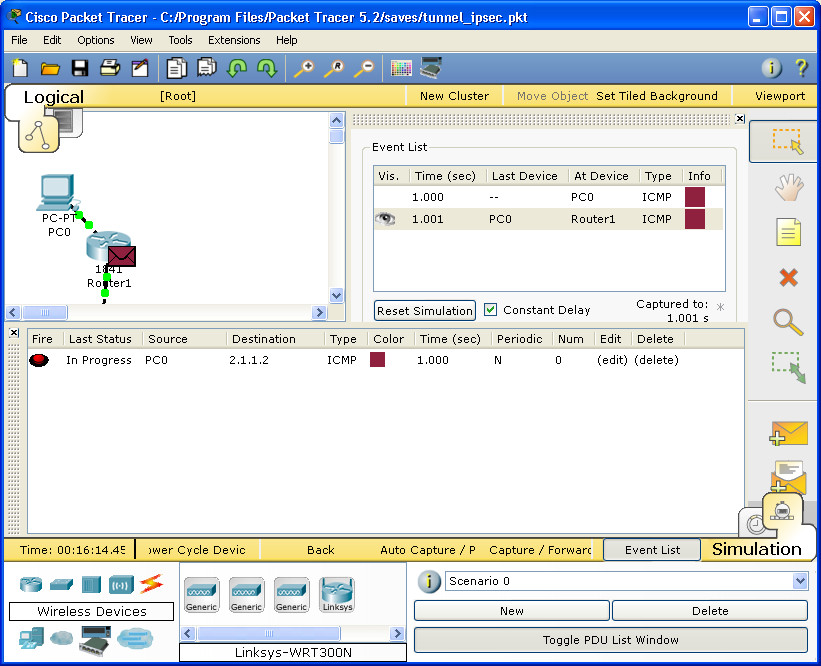 Cisco Packet Tracer - C:/Program Files/Packet Tracer 5.2/saves/tunnel_ipsec.pkt
File Edit Options View Tools Extensions Help
Logical [Root] New Cluster Move Object Set Tiled Background Viewport
PC-PT
PC0
1841
Router1
Event List
Vis. Time (sec) Last Device At Device Type Info
1.000 -- PC0 ICMP
1.001 PC0 Router1 ICMP
Reset Simulation Constant Delay Captured to: *
1.001 s
Fire Last Status Source Destination Type Color Time (sec) Periodic Num Edit Delete
In Progress PC0 2.1.1.2 ICMP 1.000 N 0 (edit) (delete)
Time: 00:16:14.45 ower Cycle Devic Back Auto Capture / P Capture / Forward Event List Simulation
Generic Generic Generic Linksys
Wireless Devices
Linksys-WRT300N
Scenario 0
New Delete
Toggle PDU List Window